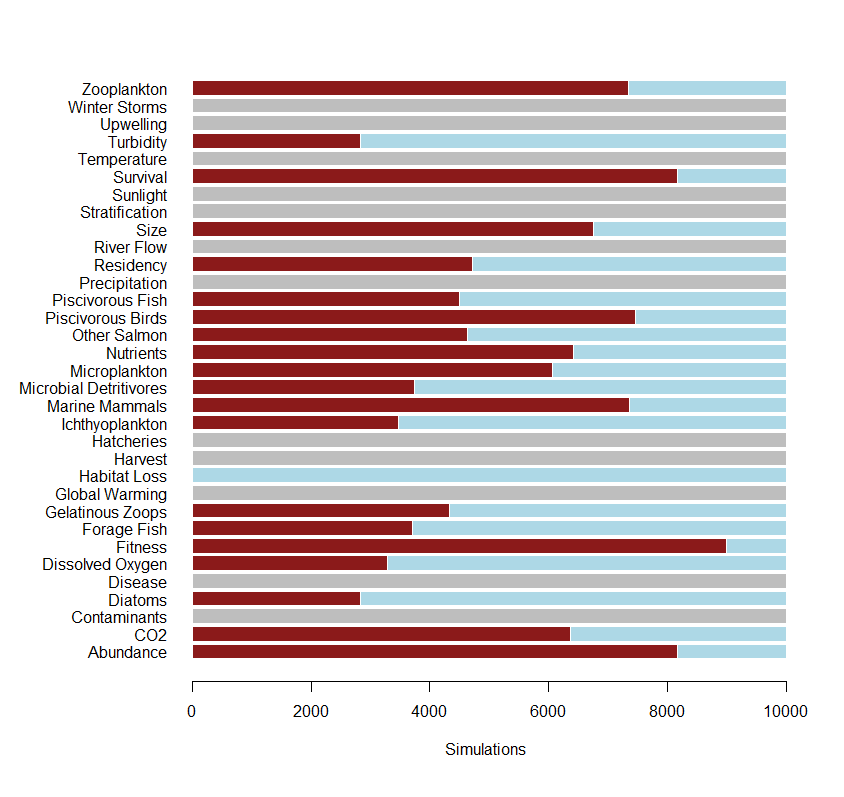 Zooplankton
Winter Storms
Upwelling
Turbidity
Temperature
Survival
Sunlight
Stratification
Size
River Flow
Residency
Precipitation
Piscivorous Fish
Piscivorous Birds
Other Salmon
Nutrients
Microplankton
Microbial Detritivores
Marine Mammals
Ichthyoplankton
Hatcheries
Harvest
Habitat Loss
Global Warming
Gelatinous Zoops
Forage Fish
Fitness
Dissolved Oxygen
Disease
Diatoms
Contaminants
CO2
Abundance
0 2000 4000 6000 8000 10000
Simulations